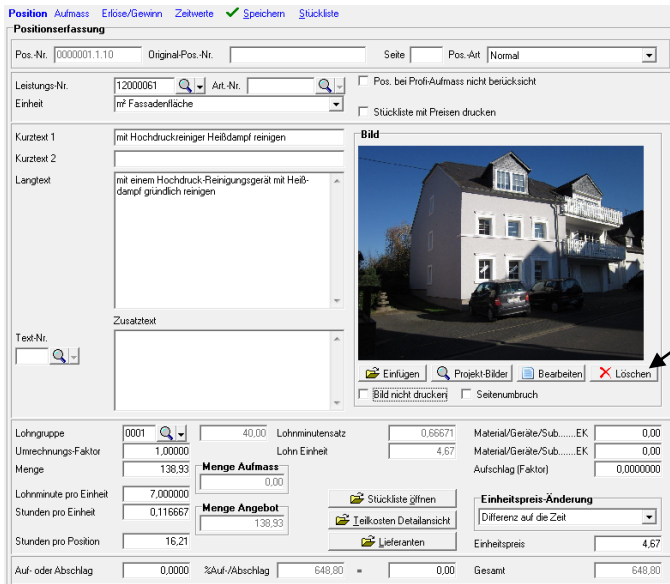 Position Aufmass Erlöse/Gewinn Zeitwerte Speichern Stückliste
Positionserfassung
Pos.-Nr. 0000001.1.10 Original-Pos.-Nr. Seite Pos.-Art Normal
Leistungs-Nr. 12000061 Art.-Nr. Pos. bei Profi-Aufmass nicht berücksicht
Einheit m² Fassadenfläche
Stückliste mit Preisen drucken
Kurztext 1 mit Hochdruckreiniger Heißdampf reinigen
Bild
Kurztext 2
Langtext mit einem Hochdruck-Reinigungsgerät mit Heiß-
dampf gründlich reinigen
Zusatztext
Text-Nr.
Einfügen Projekt-Bilder Bearbeiten Löschen
Bild nicht drucken Seitenumbruch
Lohngruppe 0001 40,00 Lohnminutensatz 0,66671 Material/Geräte/Sub.......EK 0,00
Umrechnungs-Faktor 1,00000 Lohn Einheit 4,67 Material/Geräte/Sub.......EK 0,00
Menge 138,93 Menge Aufmass 0,00 Aufschlag (Faktor) 0,0000000
Lohnminute pro Einheit 7,000000 Stückliste öffnen Einheitspreis-Änderung
Stunden pro Einheit 0,116667 Menge Angebot 138,93 Teilkosten Detailansicht Differenz auf die Zeit
Stunden pro Position 16,21 Lieferanten Einheitspreis 4,67
Auf- oder Abschlag 0,0000 %Auf-/Abschlag 648,80 = 0,00 Gesamt 648,80